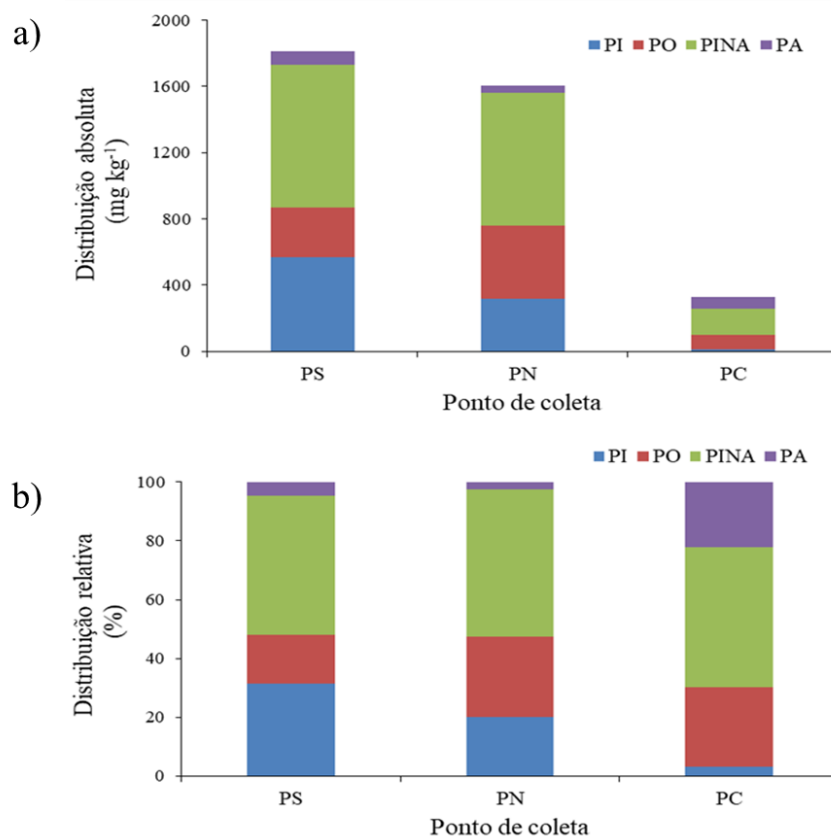 a)
2000
1600
1200
800
400
0
Distribuição absoluta
(mg kg⁻¹)
PI PO PINA PA
PS PN PC
Ponto de coleta
b)
PI PO PINA PA
100
80
60
40
20
0
Distribuição relativa
(%)
PS PN PC
Ponto de coleta